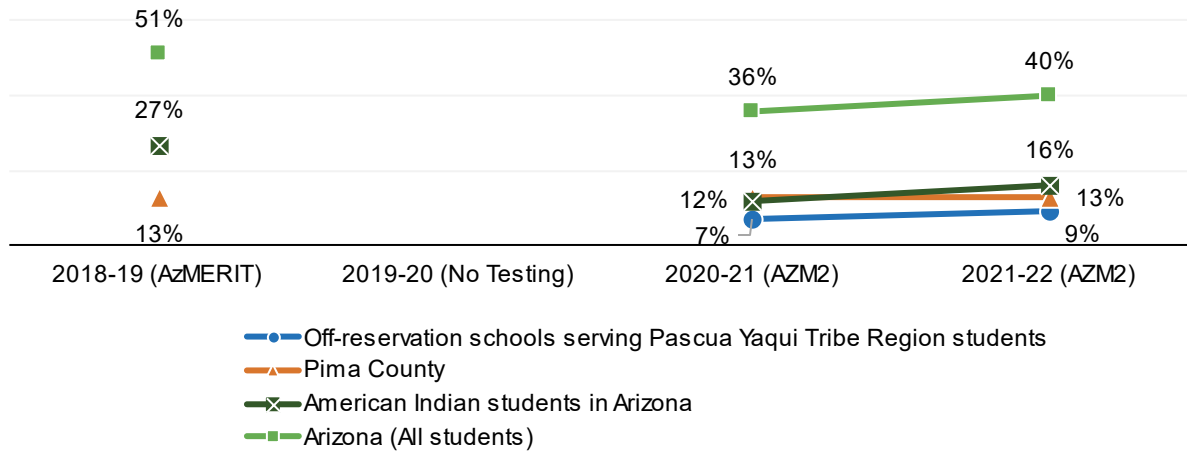 51%
40%
36%
27%
13%
16%
12%
13%
13%
7%
9%
2018-19 (AzMERIT)
2019-20 (No Testing)
2020-21 (AZM2)
2021-22 (AZM2)
Off-reservation schools serving Pascua Yaqui Tribe Region students
Pima County
American Indian students in Arizona
Arizona (All students)